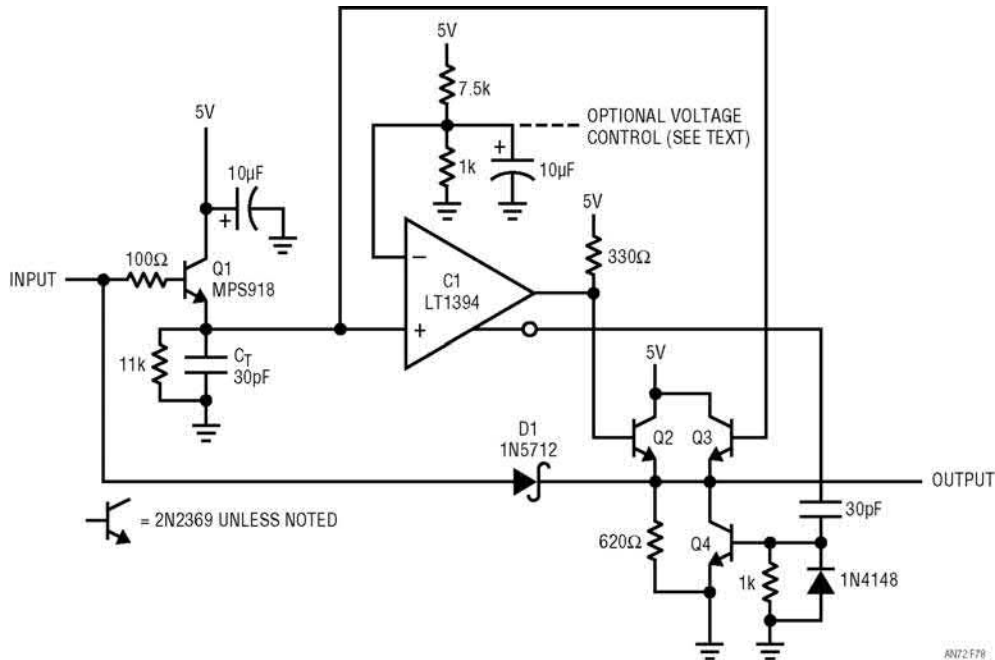 5V
7.5k
OPTIONAL VOLTAGE
CONTROL (SEE TEXT)
5V
+
1k
10µF
10µF
+
5V
330Ω
INPUT
100Ω
Q1
MPS918
−
C1
LT1394
+
11k
CT
30pF
5V
Q2
Q3
D1
1N5712
OUTPUT
30pF
= 2N2369 UNLESS NOTED
620Ω
Q4
1k
1N4148
AN72 F78